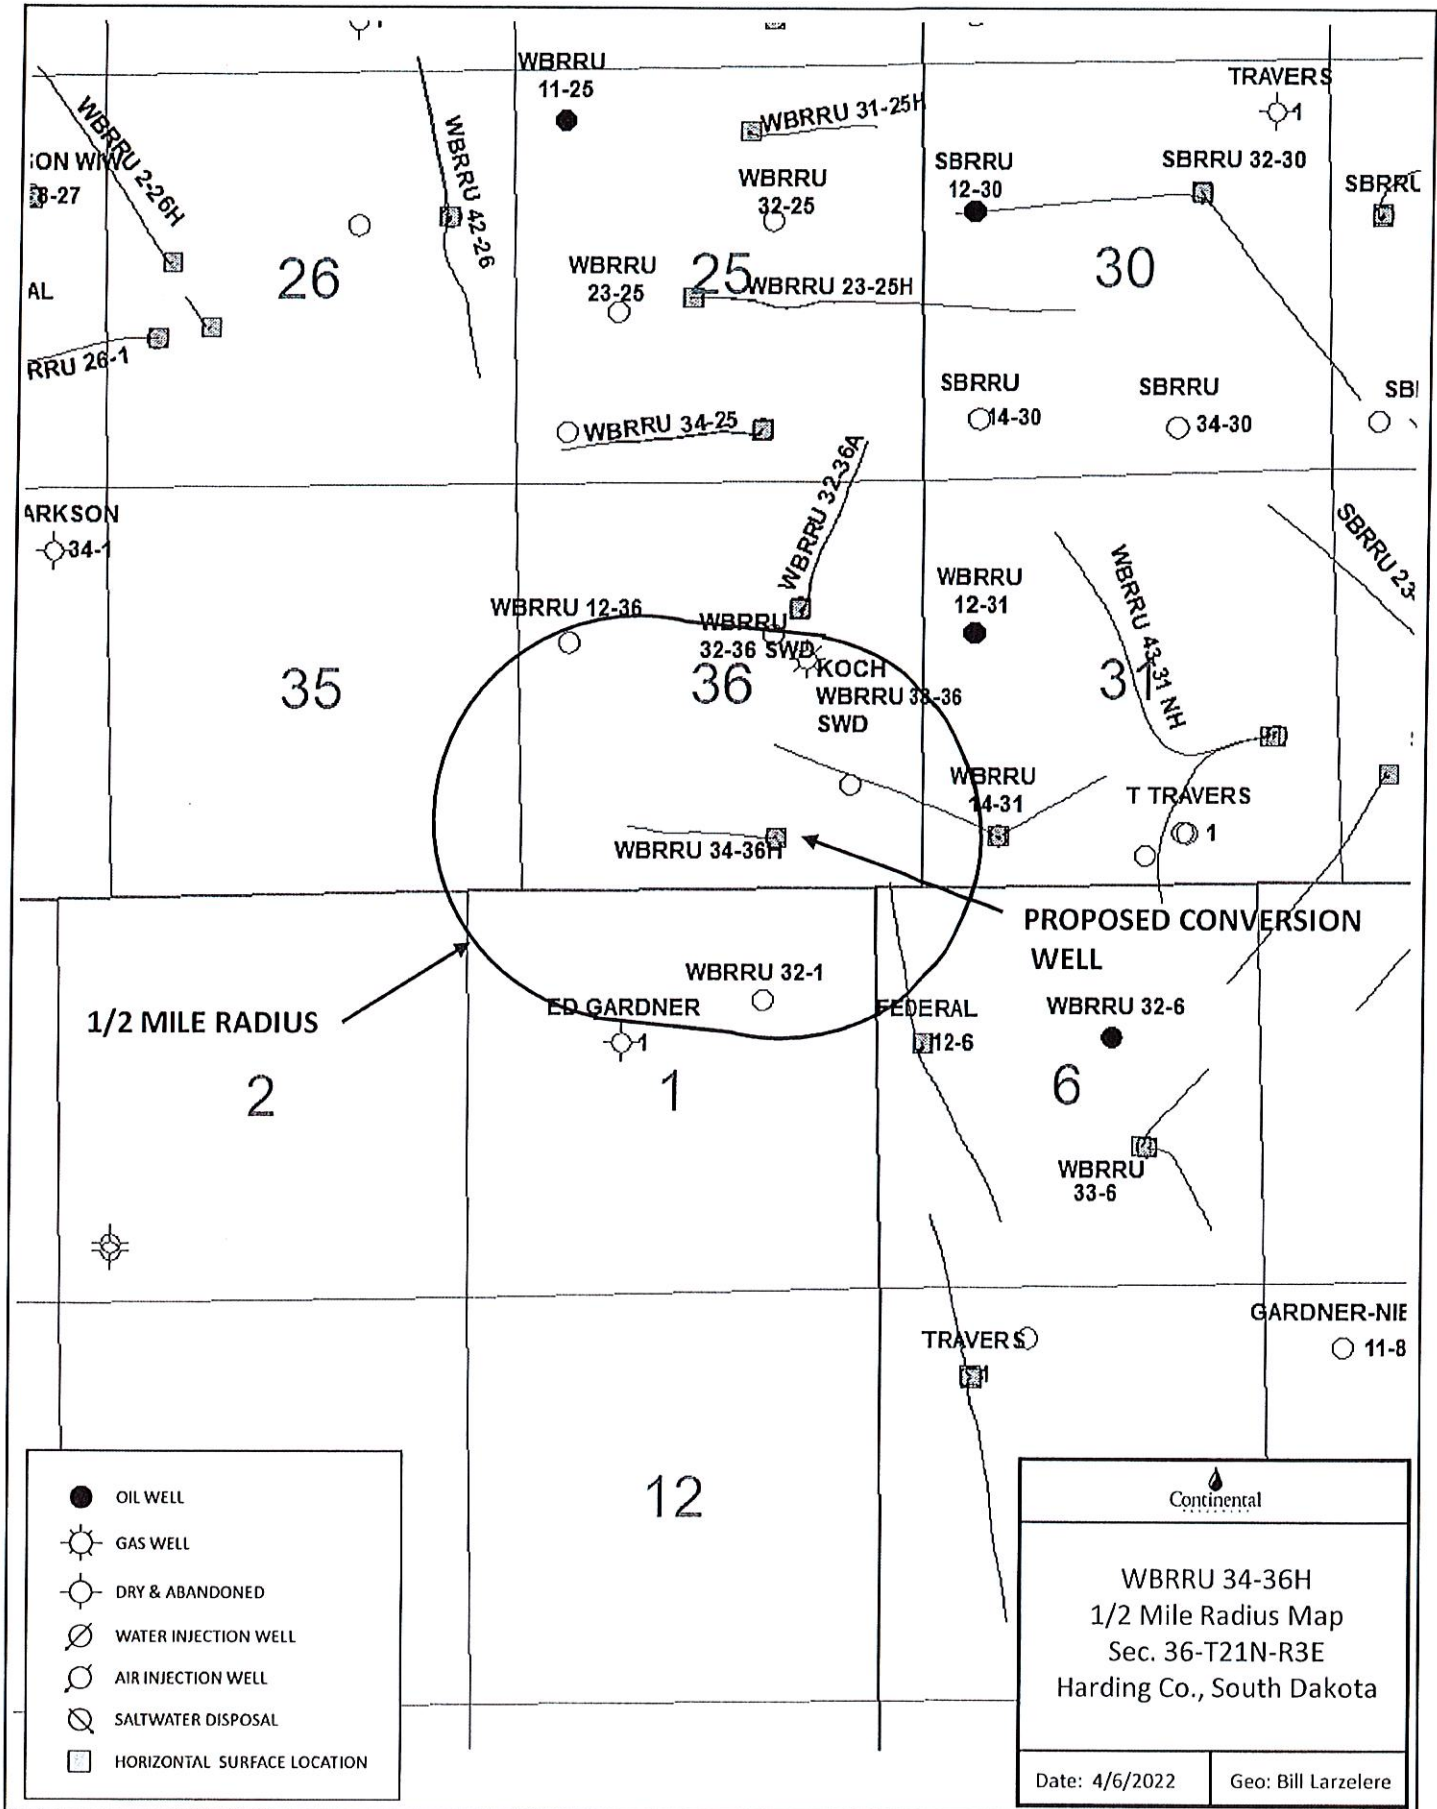 WBRRU
11-25
TRAVERS
1
WBRRU 31-25H
WBRRU 2-26H
WBRRU 42-26
SBRRU
12-30
SBRRU 32-30
WBRRU
32-25
8-27
26
WBRRU
23-25
25
WBRRU 23-25H
30
AL
RRU 26-1
SBRRU
14-30
SBRRU
34-30
WBRRU 34-25
WBRRU 32-36A
ARKSON
34-1
SBRRU 23-
WBRRU 12-36
WBRRU
32-36 SWD
WBRRU
12-31
WBRRU 43-31 NH
35
36
KOCH
WBRRU 33-36
SWD
31
WBRRU
14-31
T TRAVERS
1
WBRRU 34-36H
PROPOSED CONVERSION
WELL
WBRRU 32-1
1/2 MILE RADIUS
ED GARDNER
1
FEDERAL
12-6
WBRRU 32-6
2
1
6
WBRRU
33-6
TRAVERS
GARDNER-NIE
11-8
12
OIL WELL
GAS WELL
DRY & ABANDONED
WATER INJECTION WELL
AIR INJECTION WELL
SALTWATER DISPOSAL
HORIZONTAL SURFACE LOCATION
Continental
WBRRU 34-36H
1/2 Mile Radius Map
Sec. 36-T21N-R3E
Harding Co., South Dakota
Date: 4/6/2022
Geo: Bill Larzelere